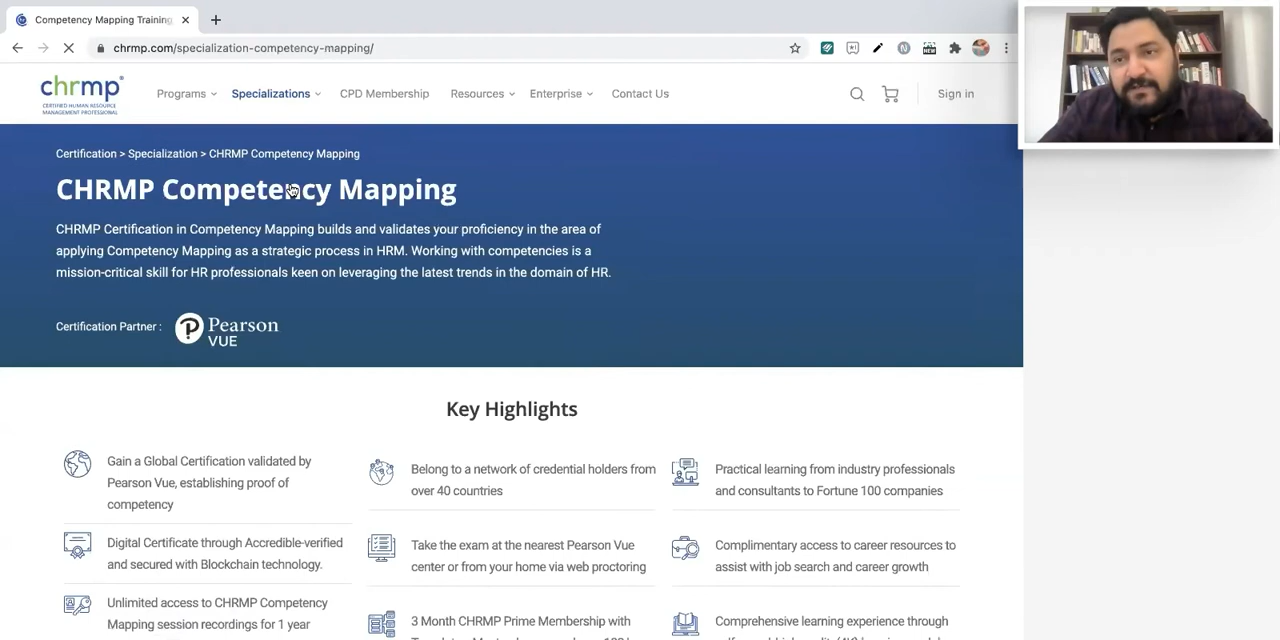 Competency Mapping Training
chrmp.com/specialization-competency-mapping/
NEW
chrmp
CERTIFIED HUMAN RESOURCE
MANAGEMENT PROFESSIONAL
Programs
Specializations
CPD Membership
Resources
Enterprise
Contact Us
Sign in
Certification > Specialization > CHRMP Competency Mapping
CHRMP Competency Mapping
CHRMP Certification in Competency Mapping builds and validates your proficiency in the area of
applying Competency Mapping as a strategic process in HRM. Working with competencies is a
mission-critical skill for HR professionals keen on leveraging the latest trends in the domain of HR.
Certification Partner :
Pearson
VUE
Key Highlights
Gain a Global Certification validated by
Pearson Vue, establishing proof of
competency
Digital Certificate through Accredible-verified
and secured with Blockchain technology.
Unlimited access to CHRMP Competency
Mapping session recordings for 1 year
Belong to a network of credential holders from
over 40 countries
Take the exam at the nearest Pearson Vue
center or from your home via web proctoring
3 Month CHRMP Prime Membership with
Practical learning from industry professionals
and consultants to Fortune 100 companies
Complimentary access to career resources to
assist with job search and career growth
Comprehensive learning experience through